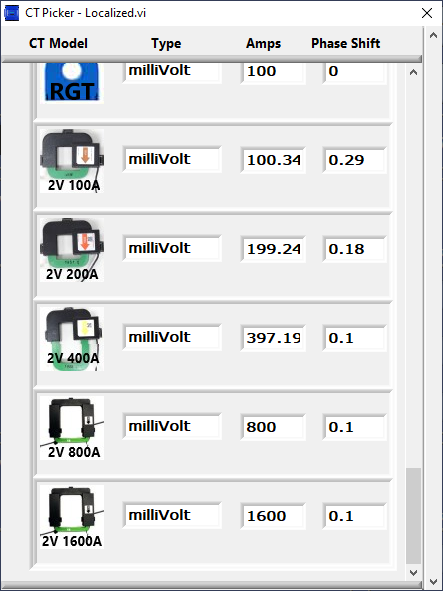 CT Picker - Localized.vi
CT Model Type Amps Phase Shift
RGT milliVolt 100 0
2V 100A milliVolt 100.34 0.29
2V 200A milliVolt 199.24 0.18
2V 400A milliVolt 397.19 0.1
2V 800A milliVolt 800 0.1
2V 1600A milliVolt 1600 0.1